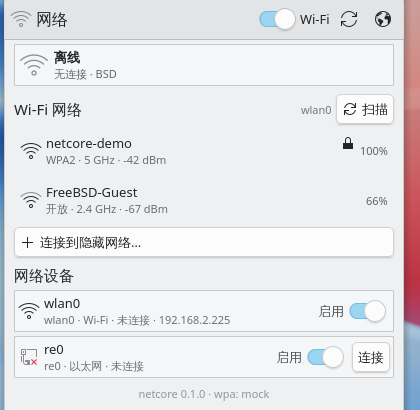 网络 Wi-Fi
离线
无连接 · BSD
Wi-Fi 网络 wlan0 扫描
netcore-demo
WPA2 · 5 GHz · -42 dBm 100%
FreeBSD-Guest
开放 · 2.4 GHz · -67 dBm 66%
+ 连接到隐藏网络...
网络设备
wlan0
wlan0 · Wi-Fi · 未连接 · 192.168.2.225 启用
re0
re0 · 以太网 · 未连接 启用 连接
netcore 0.1.0 · wpa: mock